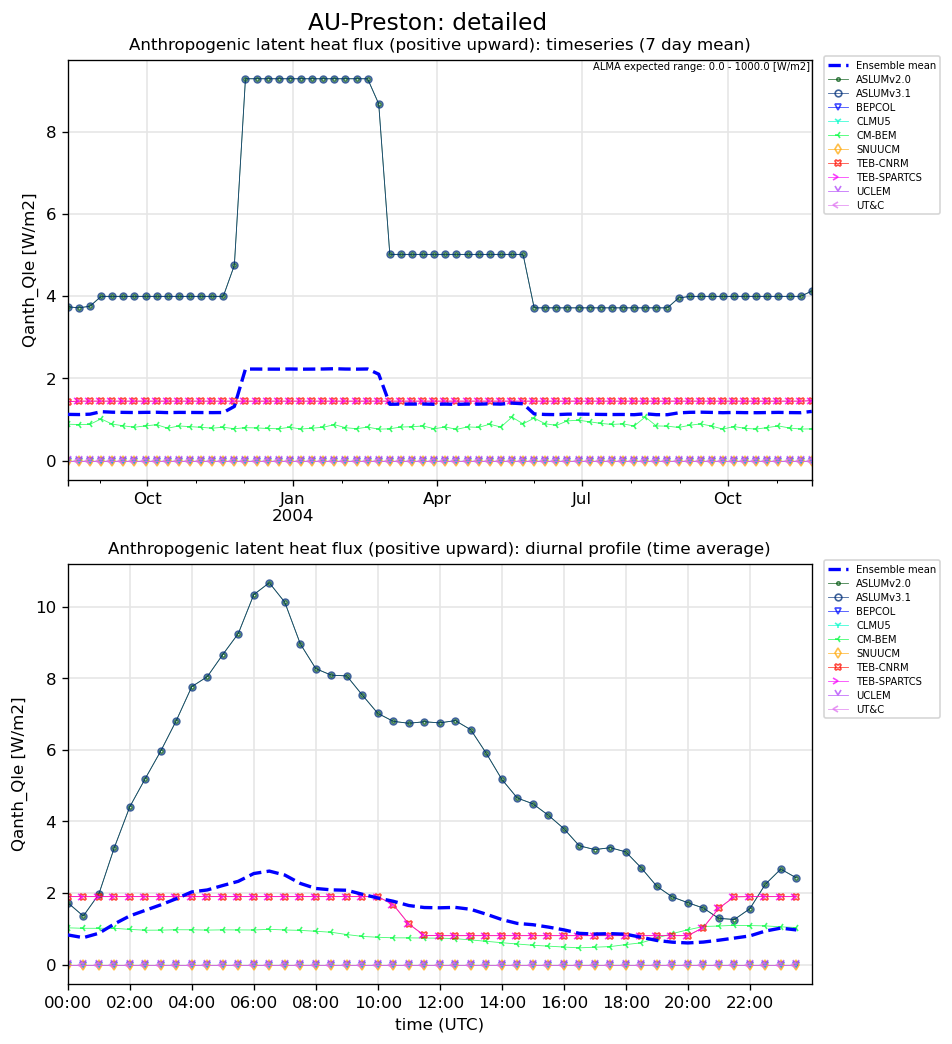 AU-Preston: detailed
Anthropogenic latent heat flux (positive upward): timeseries (7 day mean)
ALMA expected range: 0.0 - 1000.0 [W/m2]
Qanth_Qle [W/m2]
8
6
4
2
0
Oct
Jan
2004
Apr
Jul
Oct
Ensemble mean
ASLUMv2.0
ASLUMv3.1
BEPCOL
CLMU5
CM-BEM
SNUUCM
TEB-CNRM
TEB-SPARTCS
UCLEM
UT&C
Anthropogenic latent heat flux (positive upward): diurnal profile (time average)
Qanth_Qle [W/m2]
10
8
6
4
2
0
00:00
02:00
04:00
06:00
08:00
10:00
12:00
14:00
16:00
18:00
20:00
22:00
time (UTC)
Ensemble mean
ASLUMv2.0
ASLUMv3.1
BEPCOL
CLMU5
CM-BEM
SNUUCM
TEB-CNRM
TEB-SPARTCS
UCLEM
UT&C